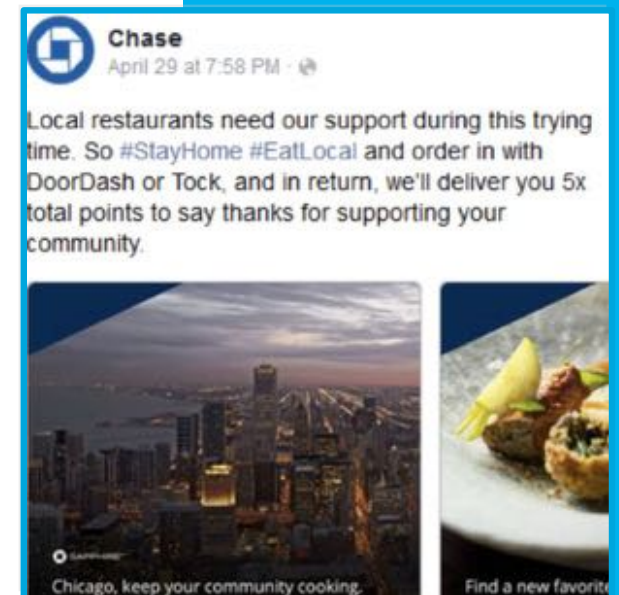 Chase
April 29 at 7:58 PM ·
Local restaurants need our support during this trying
time. So #StayHome #EatLocal and order in with
DoorDash or Tock, and in return, we'll deliver you 5x
total points to say thanks for supporting your
community.
SAPPHIRE
Chicago, keep your community cooking.
Find a new favorite